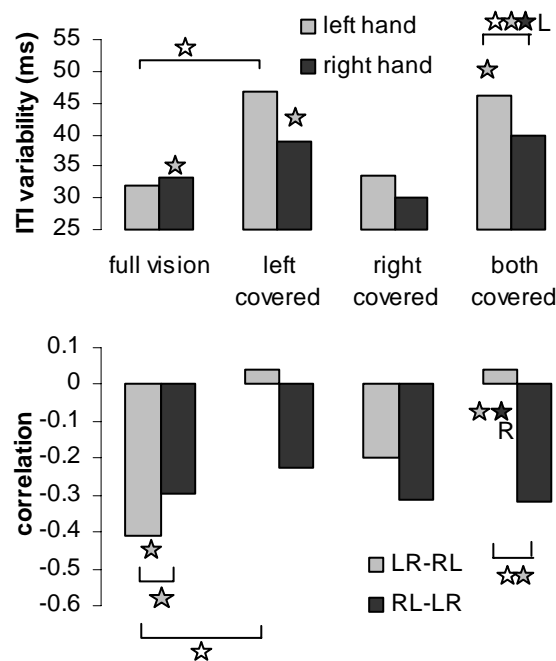 ITI variability (ms)
55
50
45
40
35
30
25
left hand
right hand
L
full vision
left
covered
right
covered
both
covered
correlation
0.1
0
-0.1
-0.2
-0.3
-0.4
-0.5
-0.6
R
LR-RL
RL-LR